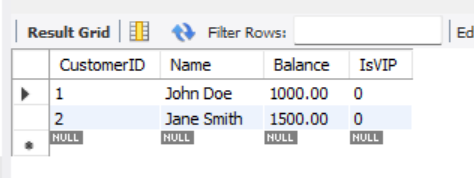 Result Grid Filter Rows: Ed
CustomerID Name Balance IsVIP
1 John Doe 1000.00 0
2 Jane Smith 1500.00 0
NULL NULL NULL NULL